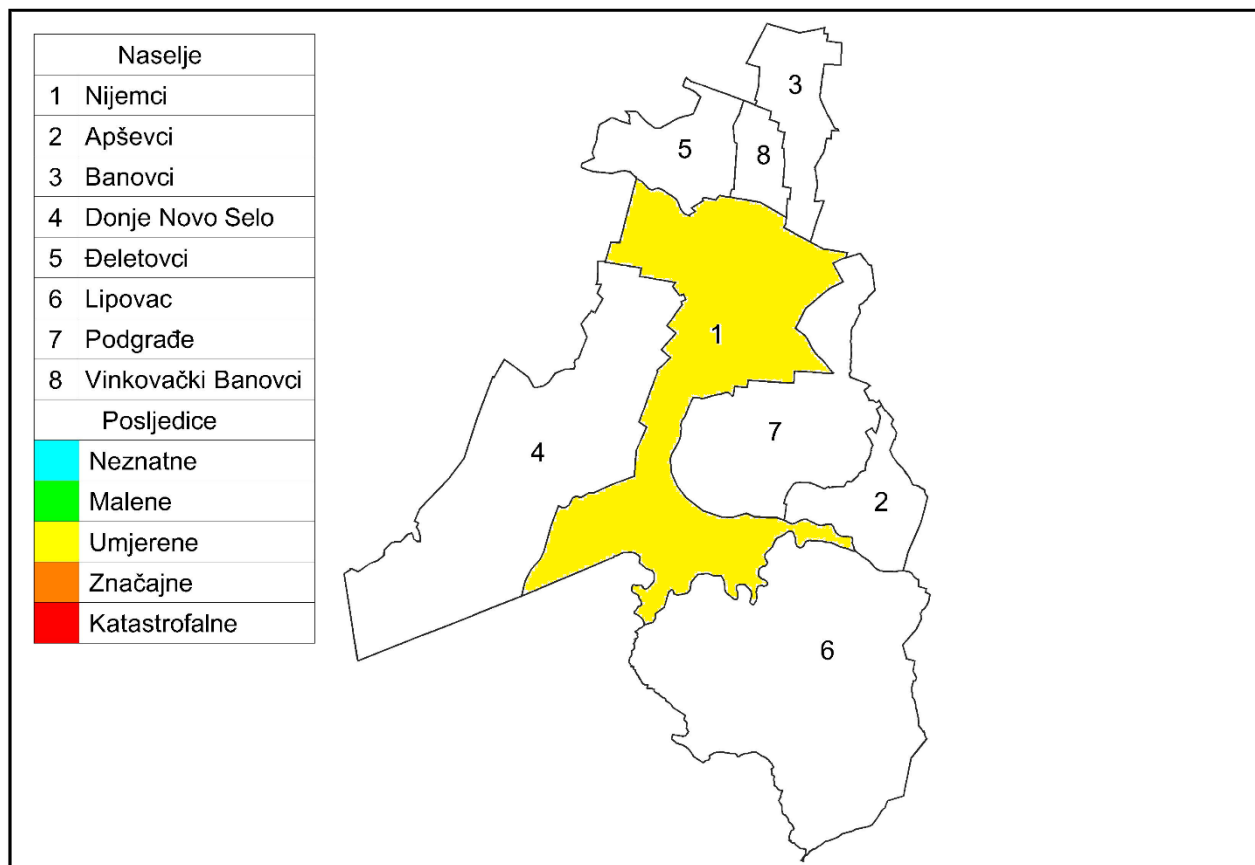 Naselje
1 Nijemci
2 Apševci
3 Banovci
4 Donje Novo Selo
5 Đeletovci
6 Lipovac
7 Podgrađe
8 Vinkovački Banovci
Posljedice
Neznatne
Malene
Umjerene
Značajne
Katastrofalne
3
5
8
1
7
4
2
6